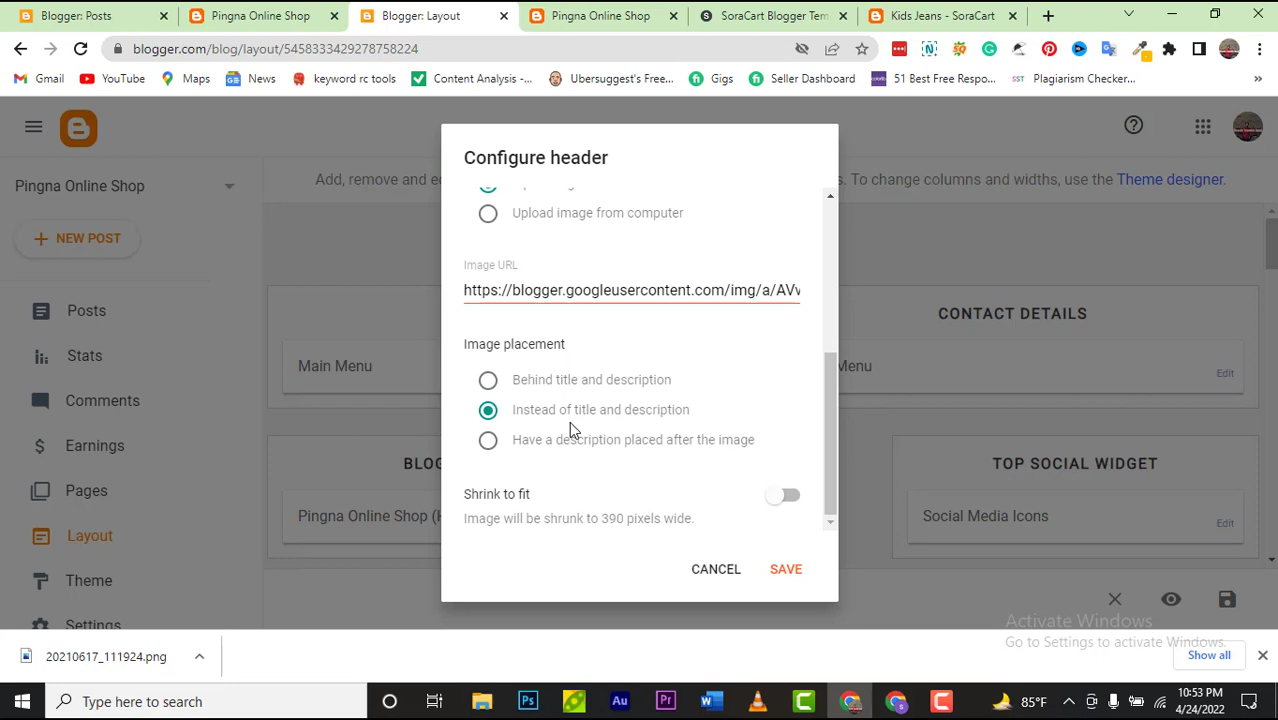 Blogger: Posts
Pingna Online Shop
Blogger: Layout
Pingna Online Shop
SoraCart Blogger Tem
Kids Jeans - SoraCart
blogger.com/blog/layout/5458333429278758224
Gmail
YouTube
Maps
News
keyword rc tools
Content Analysis -...
Ubersuggest's Free...
Gigs
Seller Dashboard
51 Best Free Respo...
Plagiarism Checker...
Pingna Online Shop
Add, remove and e
s. To change columns and widths, use the Theme designer.
NEW POST
Posts
Stats
Comments
Earnings
Pages
Layout
Theme
Settings
Configure header
Upload image from computer
Image URL
https://blogger.googleusercontent.com/img/a/AVv
Image placement
Behind title and description
Instead of title and description
Have a description placed after the image
Shrink to fit
Image will be shrunk to 390 pixels wide.
CANCEL
SAVE
Main Menu
CONTACT DETAILS
Menu
Edit
BLOG
Pingna Online Shop (H
TOP SOCIAL WIDGET
Social Media Icons
Edit
Activate Windows
Go to Settings to activate Windows.
20210617_111924.png
Show all
Type here to search
85°F
10:53 PM
4/24/2022